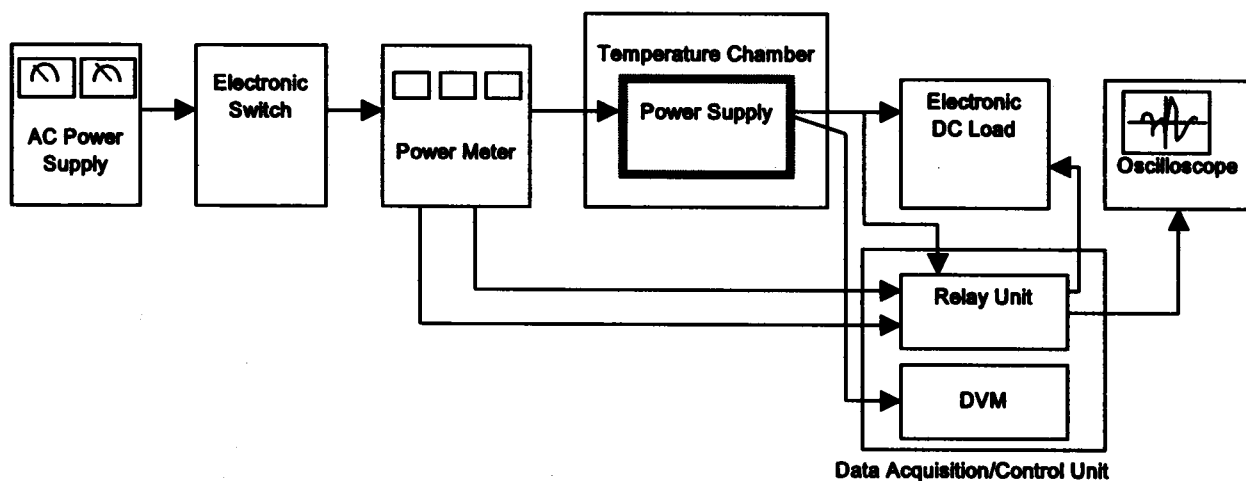 AC Power
Supply
Electronic
Switch
Power Meter
Temperature Chamber
Power Supply
Electronic
DC Load
Oscilloscope
Relay Unit
DVM
Data Acquisition/Control Unit